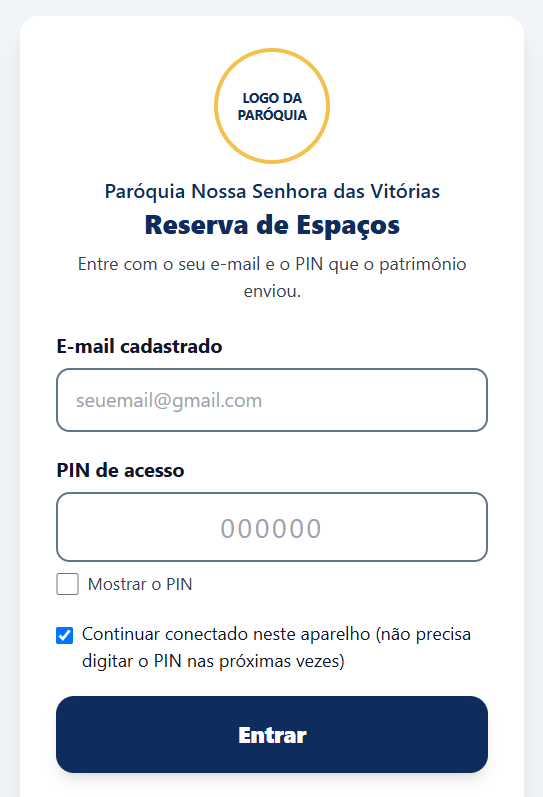 LOGO DA
PARÓQUIA
Paróquia Nossa Senhora das Vitórias
Reserva de Espaços
Entre com o seu e-mail e o PIN que o patrimônio
enviou.
E-mail cadastrado
seuemail@gmail.com
PIN de acesso
000000
Mostrar o PIN
Continuar conectado neste aparelho (não precisa
digitar o PIN nas próximas vezes)
Entrar